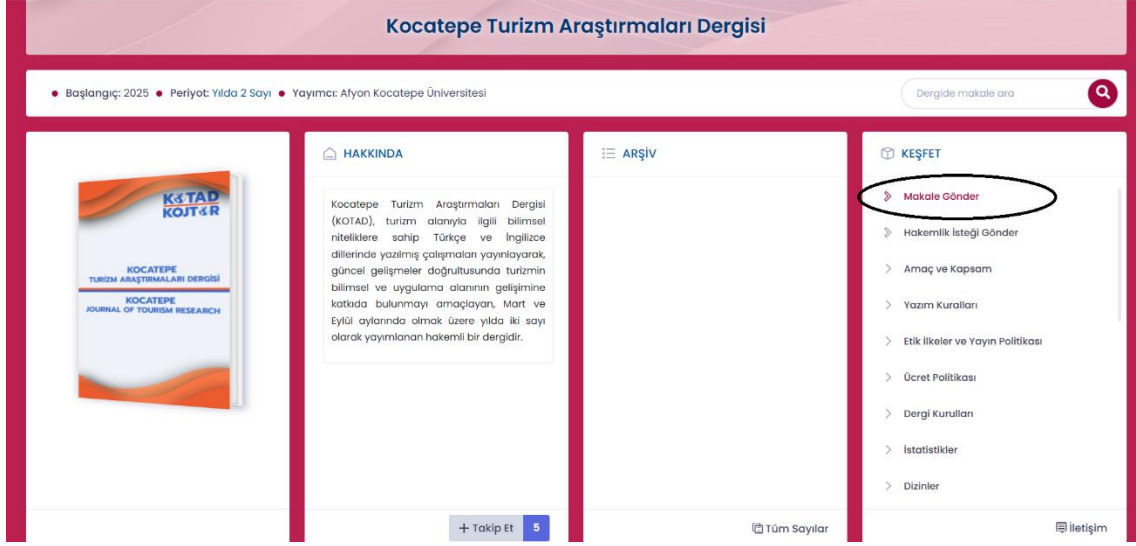 Kocatepe Turizm Araştırmaları Dergisi
Başlangıç: 2025 Periyot: Yılda 2 Sayı Yayımcı: Afyon Kocatepe Üniversitesi
Dergide makale ara
KOTAD
KOJTOR
KOCATEPE
TURİZM ARAŞTIRMALARI DERGİSİ
KOCATEPE
JOURNAL OF TOURISM RESEARCH
HAKKINDA
Kocatepe Turizm Araştırmaları Dergisi
(KOTAD), turizm alanıyla ilgili bilimsel
niteliklere sahip Türkçe ve İngilizce
dillerinde yazılmış çalışmaları yayınlayarak,
güncel gelişmeler doğrultusunda turizmin
bilimsel ve uygulama alanının gelişimine
katkıda bulunmayı amaçlayan, Mart ve
Eylül aylarında olmak üzere yılda iki sayı
olarak yayımlanan hakemli bir dergidir.
+ Takip Et 5
ARŞİV
Tüm Sayılar
KEŞFET
Makale Gönder
Hakemlik İsteği Gönder
Amaç ve Kapsam
Yazım Kuralları
Etik İlkeler ve Yayın Politikası
Ücret Politikası
Dergi Kurulları
İstatistikler
Dizinler
İletişim